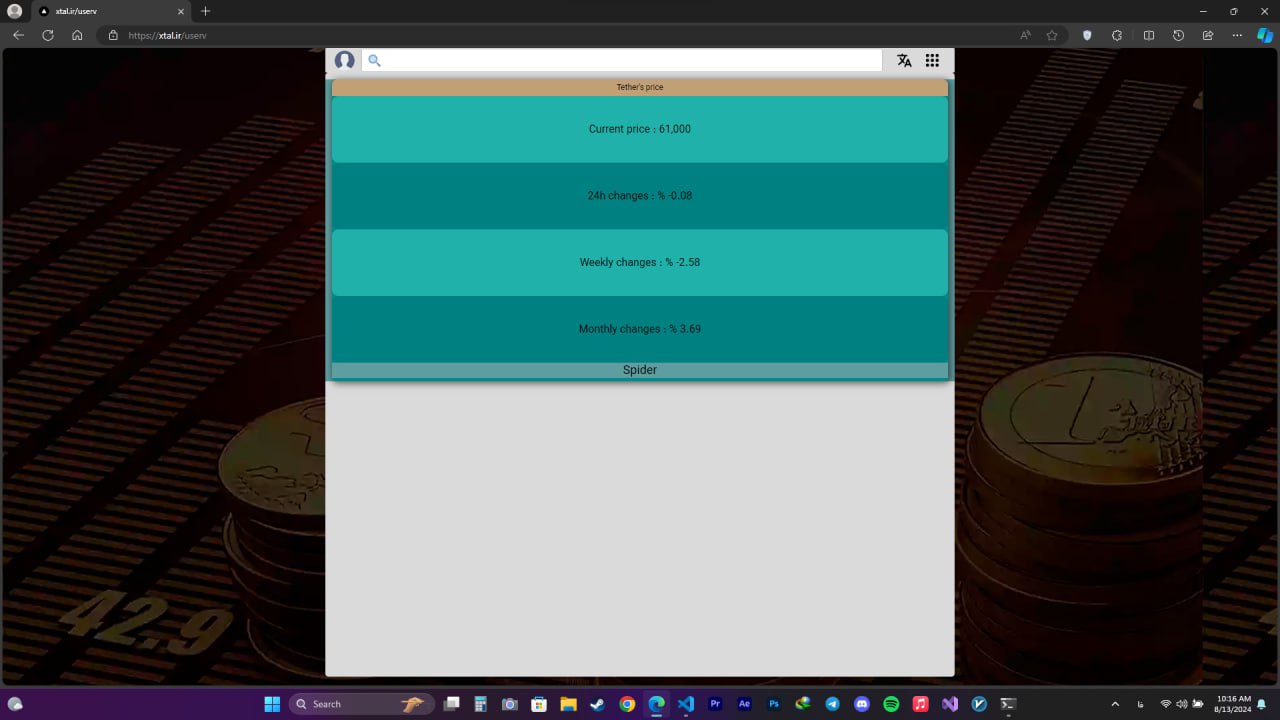 xtal.ir/userv
https://xtal.ir/userv
Tether's price
Current price : 61,000
24h changes : % -0.08
Weekly changes : % -2.58
Monthly changes : % 3.69
Spider
42.9
Search
10:16 AM
8/13/2024